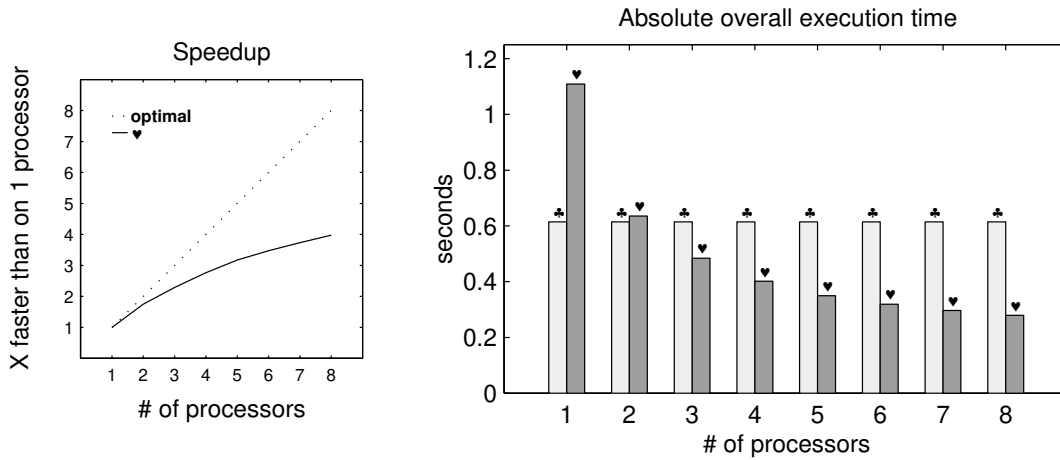 Speedup
X faster than on 1 processor
8
7
6
5
4
3
2
1
optimal
♥
1 2 3 4 5 6 7 8
# of processors
Absolute overall execution time
seconds
1.2
1
0.8
0.6
0.4
0.2
0
♣ ♥ ♣ ♥ ♣ ♥ ♣ ♥ ♣ ♥ ♣ ♥ ♣ ♥ ♣ ♥
1 2 3 4 5 6 7 8
# of processors